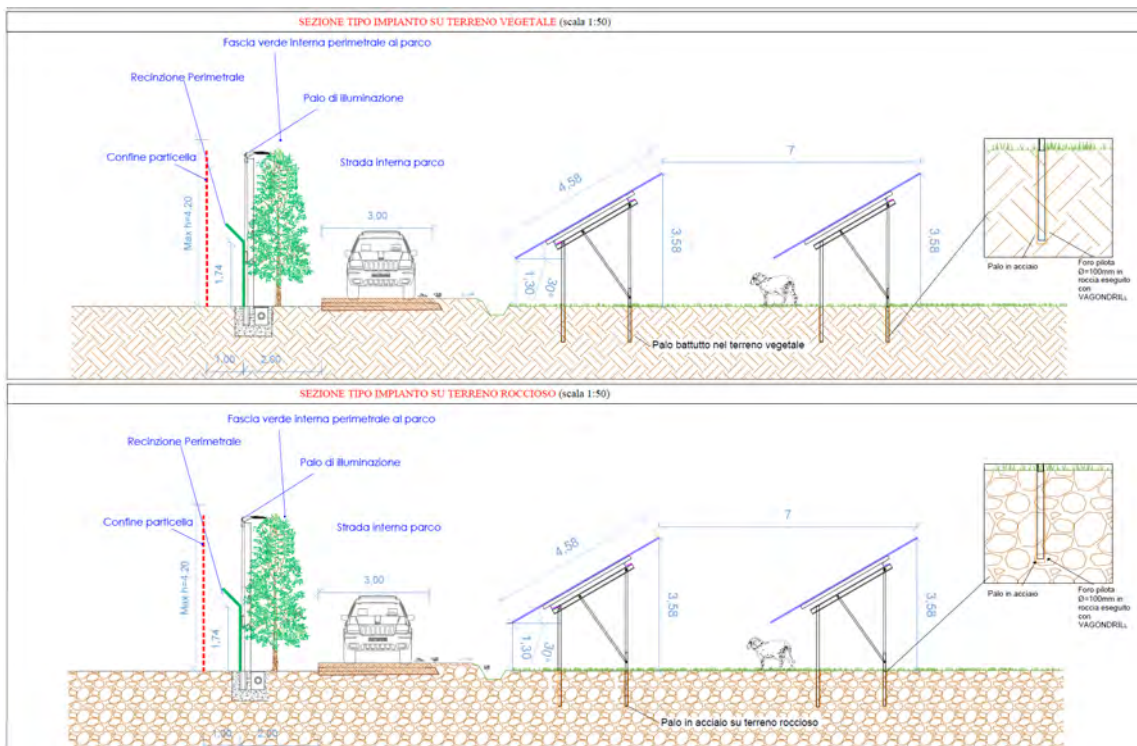 SEZIONE TIPO IMPIANTO SU TERRENO VEGETALE (scala 1:50)
Fascia verde interna perimetrale al parco
Recinzione Perimetrale
Palo di illuminazione
Confine particella
Strada interna parco
Max h=4.20
1,74
3,00
4,58
7
1,30
30°
3,58
3,58
1,00
2,00
Palo battutto nel terreno vegetale
Palo in acciaio
Foro pilota
Ø=100mm in
roccia eseguito
con
VAGONDRILL
SEZIONE TIPO IMPIANTO SU TERRENO ROCCIOSO (scala 1:50)
Fascia verde interna perimetrale al parco
Recinzione Perimetrale
Palo di illuminazione
Confine particella
Strada interna parco
Max h=4.20
1,74
3,00
4,58
7
1,30
30°
3,58
3,58
1,00
2,00
Palo in acciaio su terreno roccioso
Palo in acciaio
Foro pilota
Ø=100mm in
roccia eseguito
con
VAGONDRILL